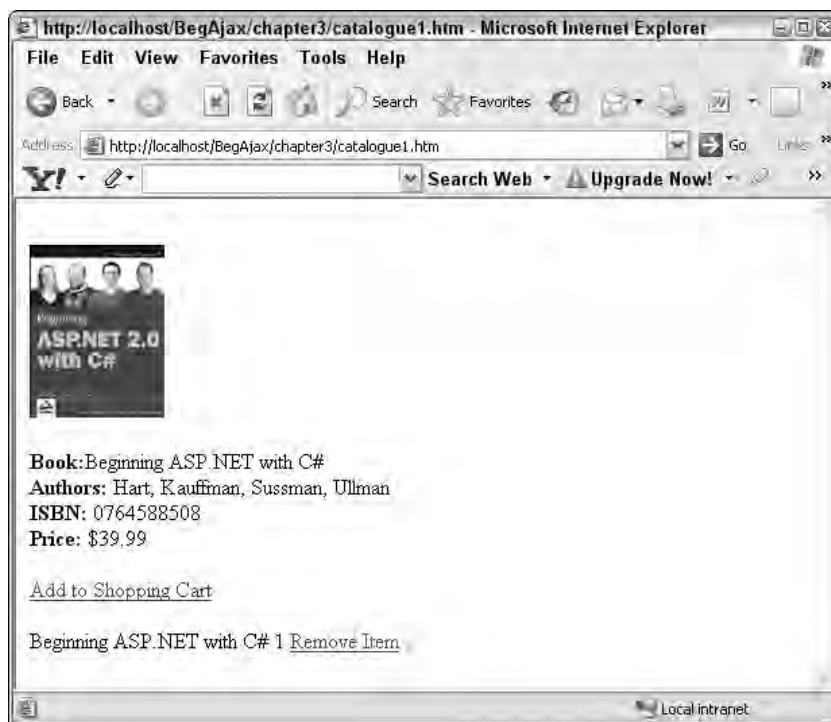 http://localhost/BegAjax/chapter3/catalogue1.htm - Microsoft Internet Explorer
File Edit View Favorites Tools Help
Back Search Favorites
Address http://localhost/BegAjax/chapter3/catalogue1.htm Go Links
Y! Search Web Upgrade Now!
Beginning
ASP.NET 2.0
with C#
Book:Beginning ASP.NET with C#
Authors: Hart, Kauffman, Sussman, Ullman
ISBN: 0764588508
Price: $39.99
Add to Shopping Cart
Beginning ASP.NET with C# 1 Remove Item
Local intranet